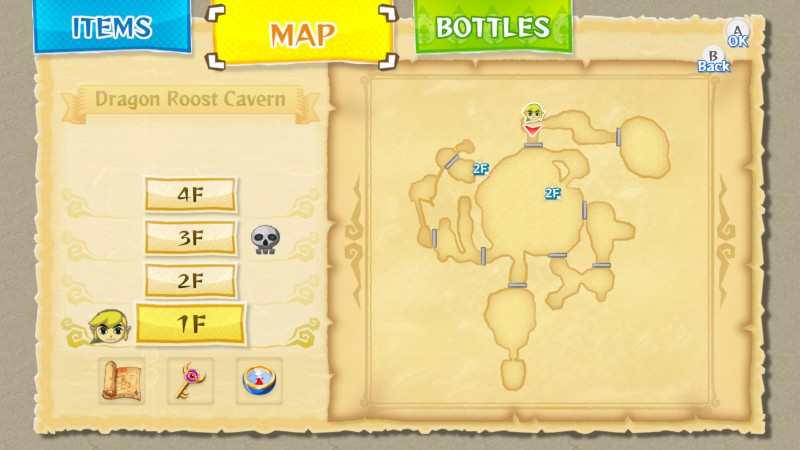 ITEMS
MAP
BOTTLES
A
OK
B
Back
Dragon Roost Cavern
4F
3F
2F
1F
2F
2F